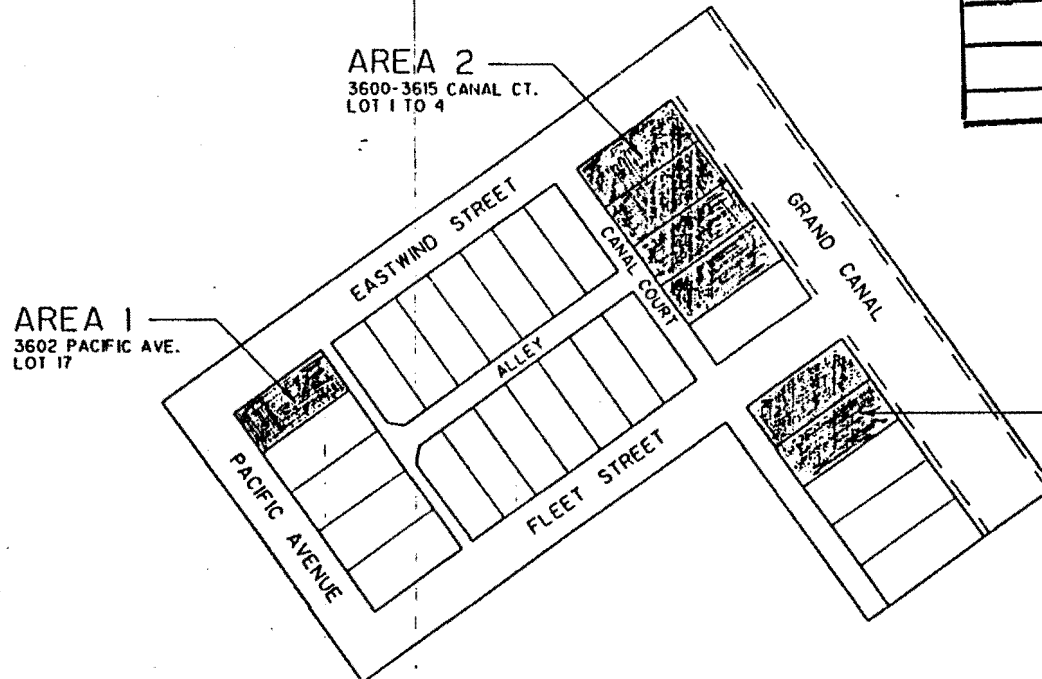 AREA 2
3600-3615 CANAL CT.
LOT 1 TO 4
EASTWIND STREET
GRAND CANAL
CANAL COURT
AREA 1
3602 PACIFIC AVE.
LOT 17
ALLEY
PACIFIC AVENUE
FLEET STREET